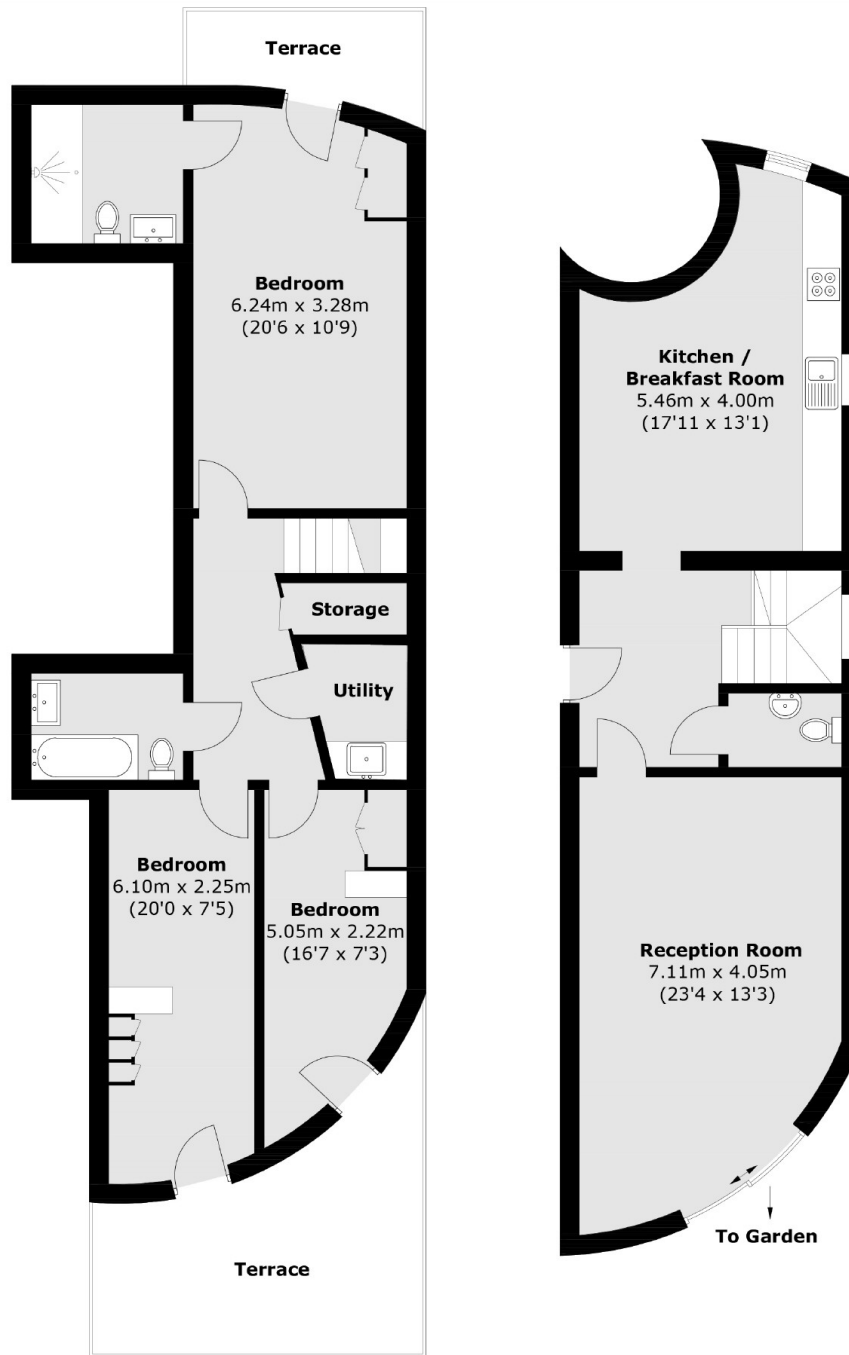 Terrace
Bedroom
6.24m x 3.28m
(20'6 x 10'9)
Storage
Utility
Bedroom
6.10m x 2.25m
(20'0 x 7'5)
Bedroom
5.05m x 2.22m
(16'7 x 7'3)
Terrace
Kitchen /
Breakfast Room
5.46m x 4.00m
(17'11 x 13'1)
Reception Room
7.11m x 4.05m
(23'4 x 13'3)
To Garden